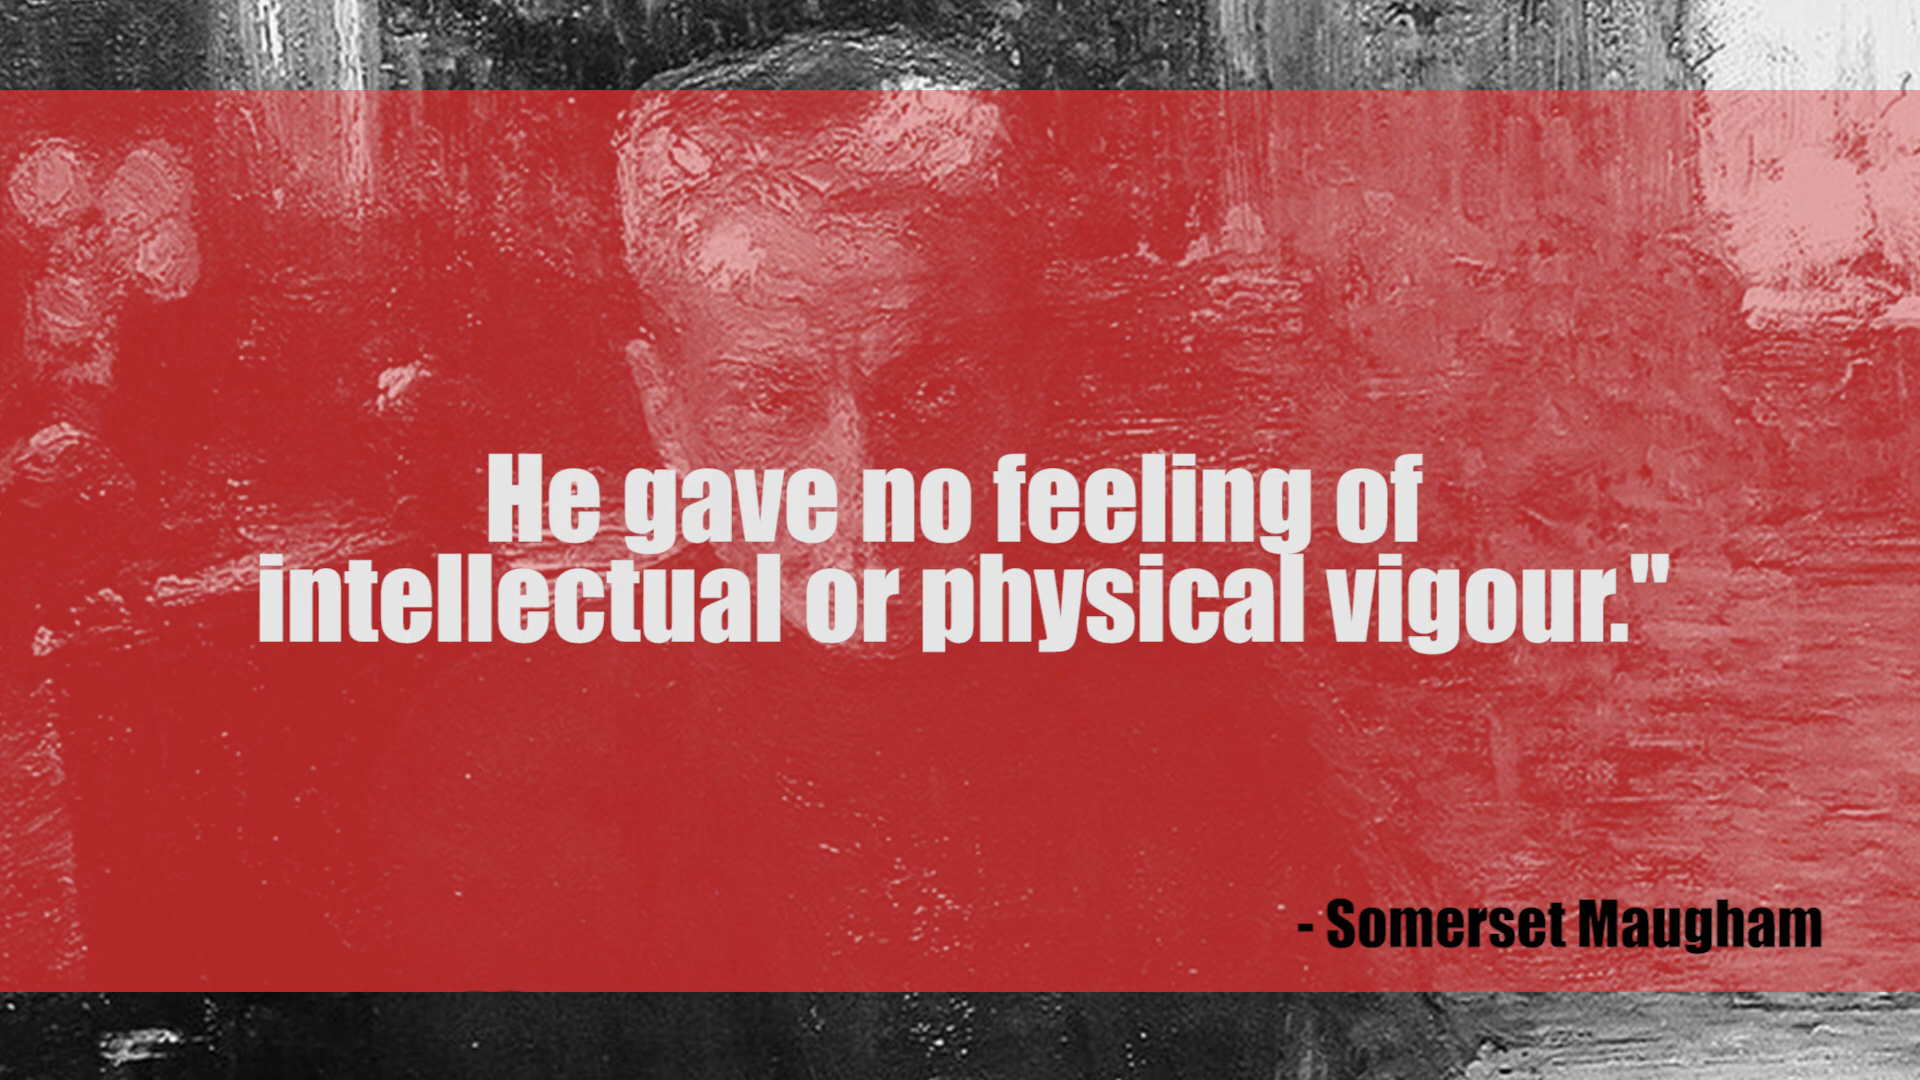 He gave no feeling of
intellectual or physical vigour."
- Somerset Maugham